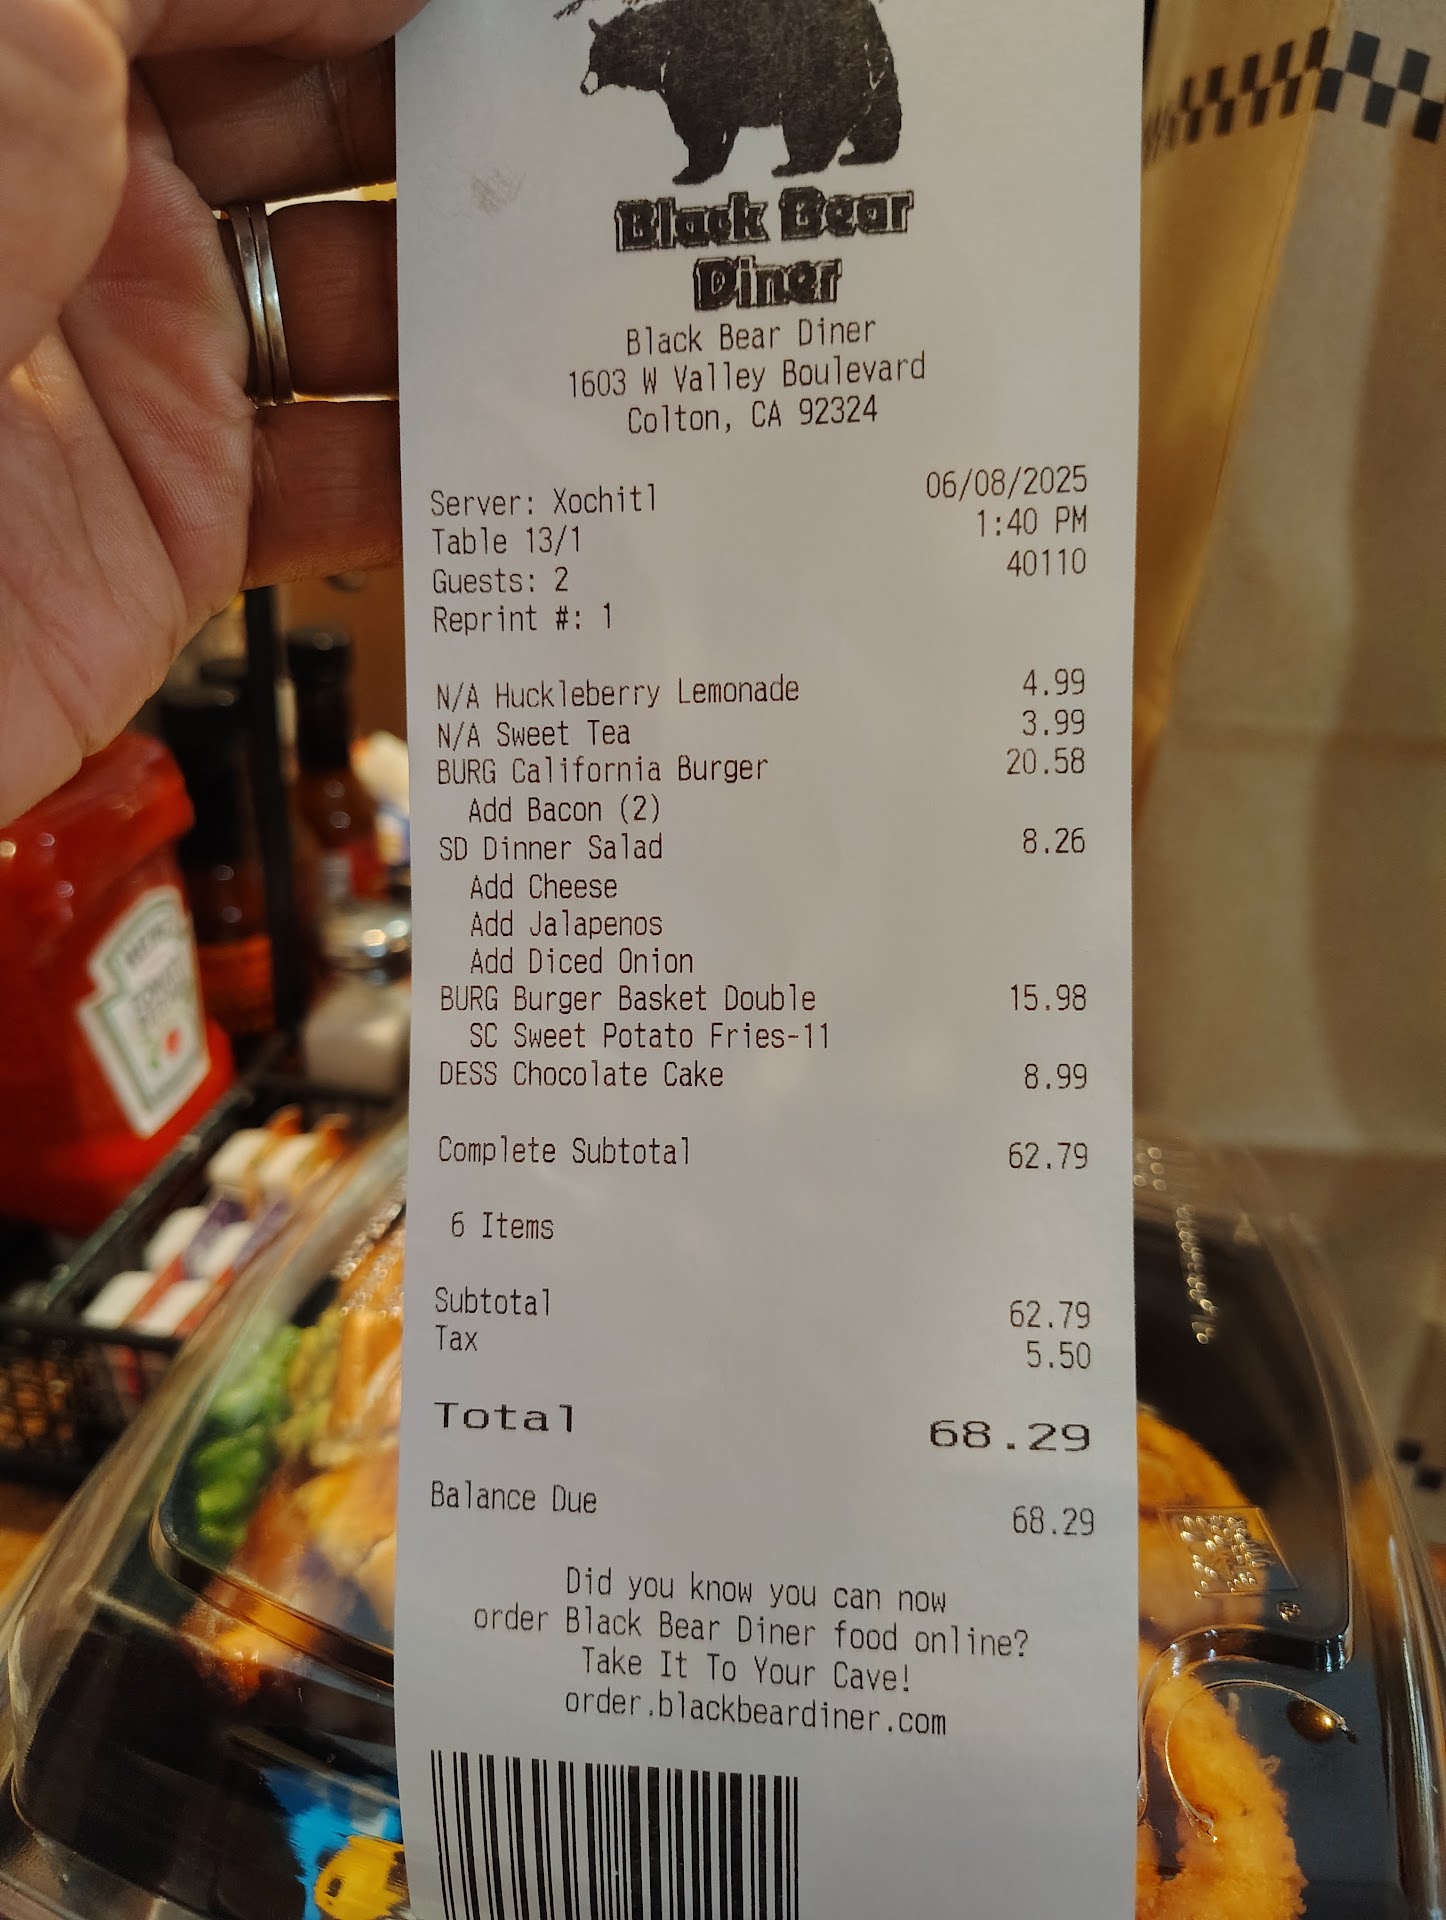 Black Bear
Diner
Black Bear Diner
1603 W Valley Boulevard
Colton, CA 92324
Server: Xochitl 06/08/2025
Table 13/1 1:40 PM
Guests: 2 40110
Reprint #: 1
N/A Huckleberry Lemonade 4.99
N/A Sweet Tea 3.99
BURG California Burger 20.58
Add Bacon (2)
SD Dinner Salad 8.26
Add Cheese
Add Jalapenos
Add Diced Onion
BURG Burger Basket Double 15.98
SC Sweet Potato Fries-11
DESS Chocolate Cake 8.99
Complete Subtotal 62.79
6 Items
Subtotal 62.79
Tax 5.50
Total 68.29
Balance Due 68.29
Did you know you can now
order Black Bear Diner food online?
Take It To Your Cave!
order.blackbeardiner.com
HEINZ
TOMATO